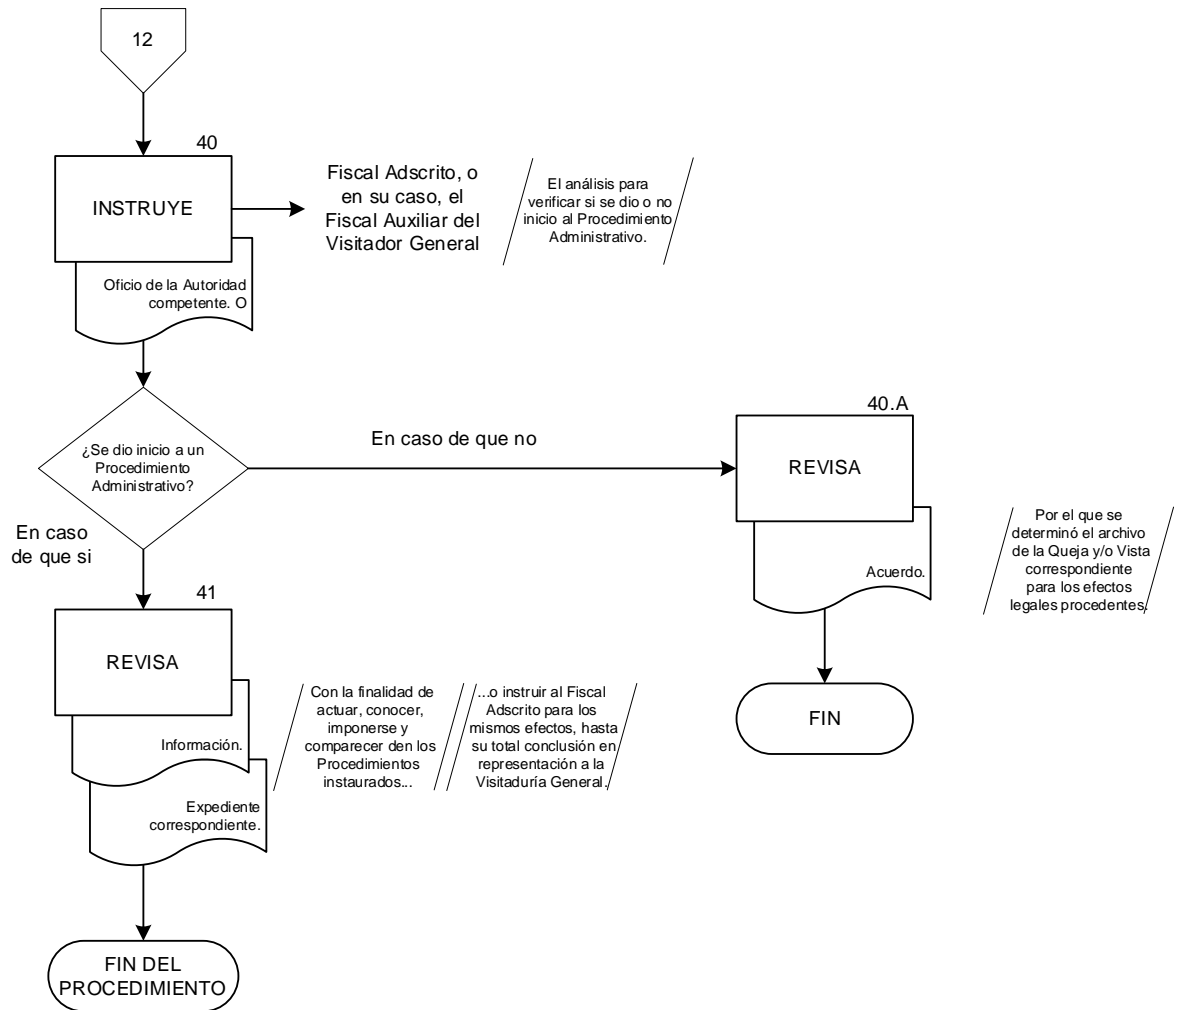 12
40
INSTRUYE
Fiscal Adscrito, o
en su caso, el
Fiscal Auxiliar del
Visitador General
El análisis para
verificar si se dio o no
inicio al Procedimiento
Administrativo.
Oficio de la Autoridad
competente. O
¿Se dio inicio a un
Procedimiento
Administrativo?
En caso de que no
40.A
REVISA
Acuerdo.
Por el que se
determinó el archivo
de la Queja y/o Vista
correspondiente
para los efectos
legales procedentes.
FIN
En caso
de que si
41
REVISA
Información.
Expediente
correspondiente.
Con la finalidad de
actuar, conocer,
imponerse y
comparecer den los
Procedimientos
instaurados...
...o instruir al Fiscal
Adscrito para los
mismos efectos, hasta
su total conclusión en
representación a la
Visitaduría General.
FIN DEL
PROCEDIMIENTO